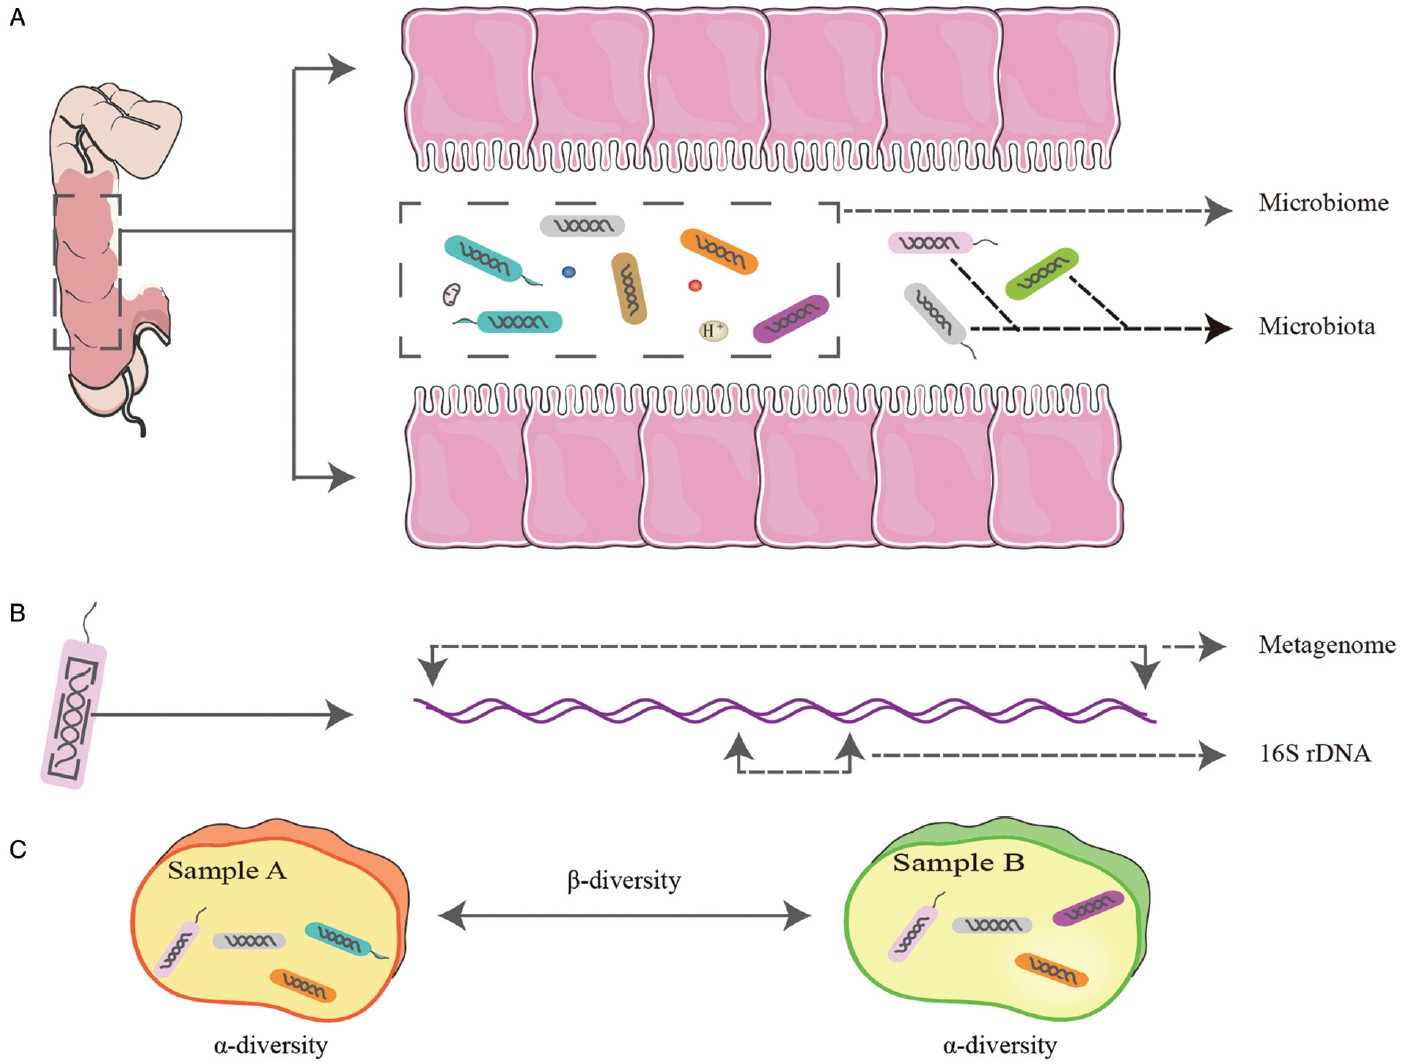 A
Microbiome
H+
Microbiota
B
Metagenome
16S rDNA
C
Sample A
β-diversity
Sample B
α-diversity
α-diversity